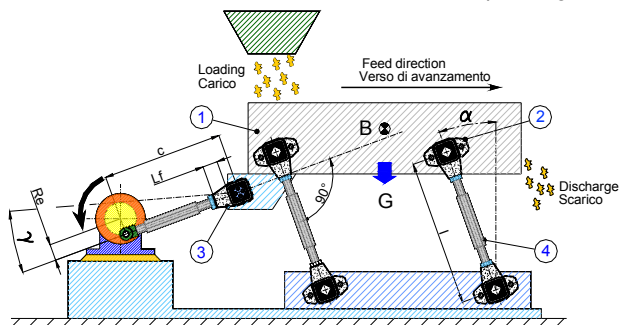 Loading
Carico
Feed direction
Verso di avanzamento
1
B
α
2
c
Lf
Re
γ
90°
G
l
Discharge
Scarico
3
4